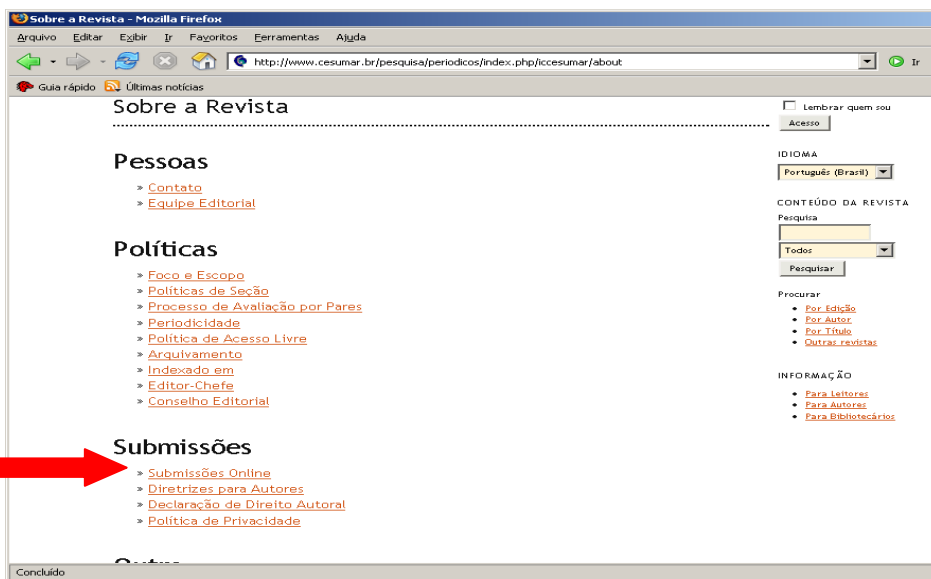 Sobre a Revista - Mozilla Firefox
Arquivo Editar Exibir Ir Favoritos Ferramentas Ajuda
http://www.cesumar.br/pesquisa/periodicos/index.php/iccesumar/about Ir
Guia rápido Últimas notícias
Sobre a Revista
Pessoas
» Contato
» Equipe Editorial
Políticas
» Foco e Escopo
» Políticas de Seção
» Processo de Avaliação por Pares
» Periodicidade
» Política de Acesso Livre
» Arquivamento
» Indexado em
» Editor-Chefe
» Conselho Editorial
Submissões
» Submissões Online
» Diretrizes para Autores
» Declaração de Direito Autoral
» Política de Privacidade
Lembrar quem sou
Acesso
IDIOMA
Português (Brasil)
CONTEÚDO DA REVISTA
Pesquisa
Todos
Pesquisar
Procurar
• Por Edição
• Por Autor
• Por Título
• Outras revistas
INFORMAÇÃO
• Para Leitores
• Para Autores
• Para Bibliotecários
Concluído